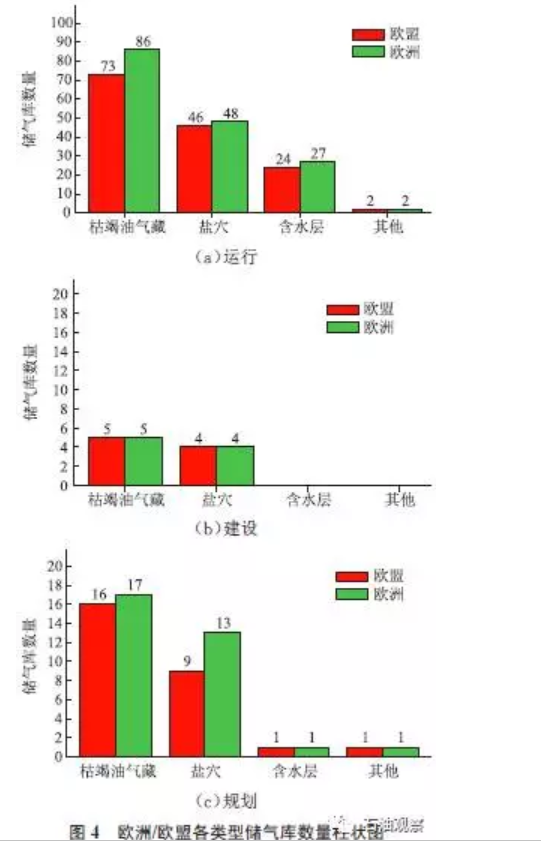 100
90
80
70
60
50
40
30
20
10
0
储气库数量
欧盟
欧洲
73 86
46 48
24 27
2 2
枯竭油气藏 盐穴 含水层 其他
(a)运行
20
18
16
14
12
10
8
6
4
2
0
储气库数量
欧盟
欧洲
5 5
4 4
枯竭油气藏 盐穴 含水层 其他
(b)建设
20
18
16
14
12
10
8
6
4
2
0
储气库数量
欧盟
欧洲
16 17
9 13
1 1
1 1
枯竭油气藏 盐穴 含水层 其他
(c)规划
石油观察
图 4 欧洲/欧盟各类型储气库数量柱状图